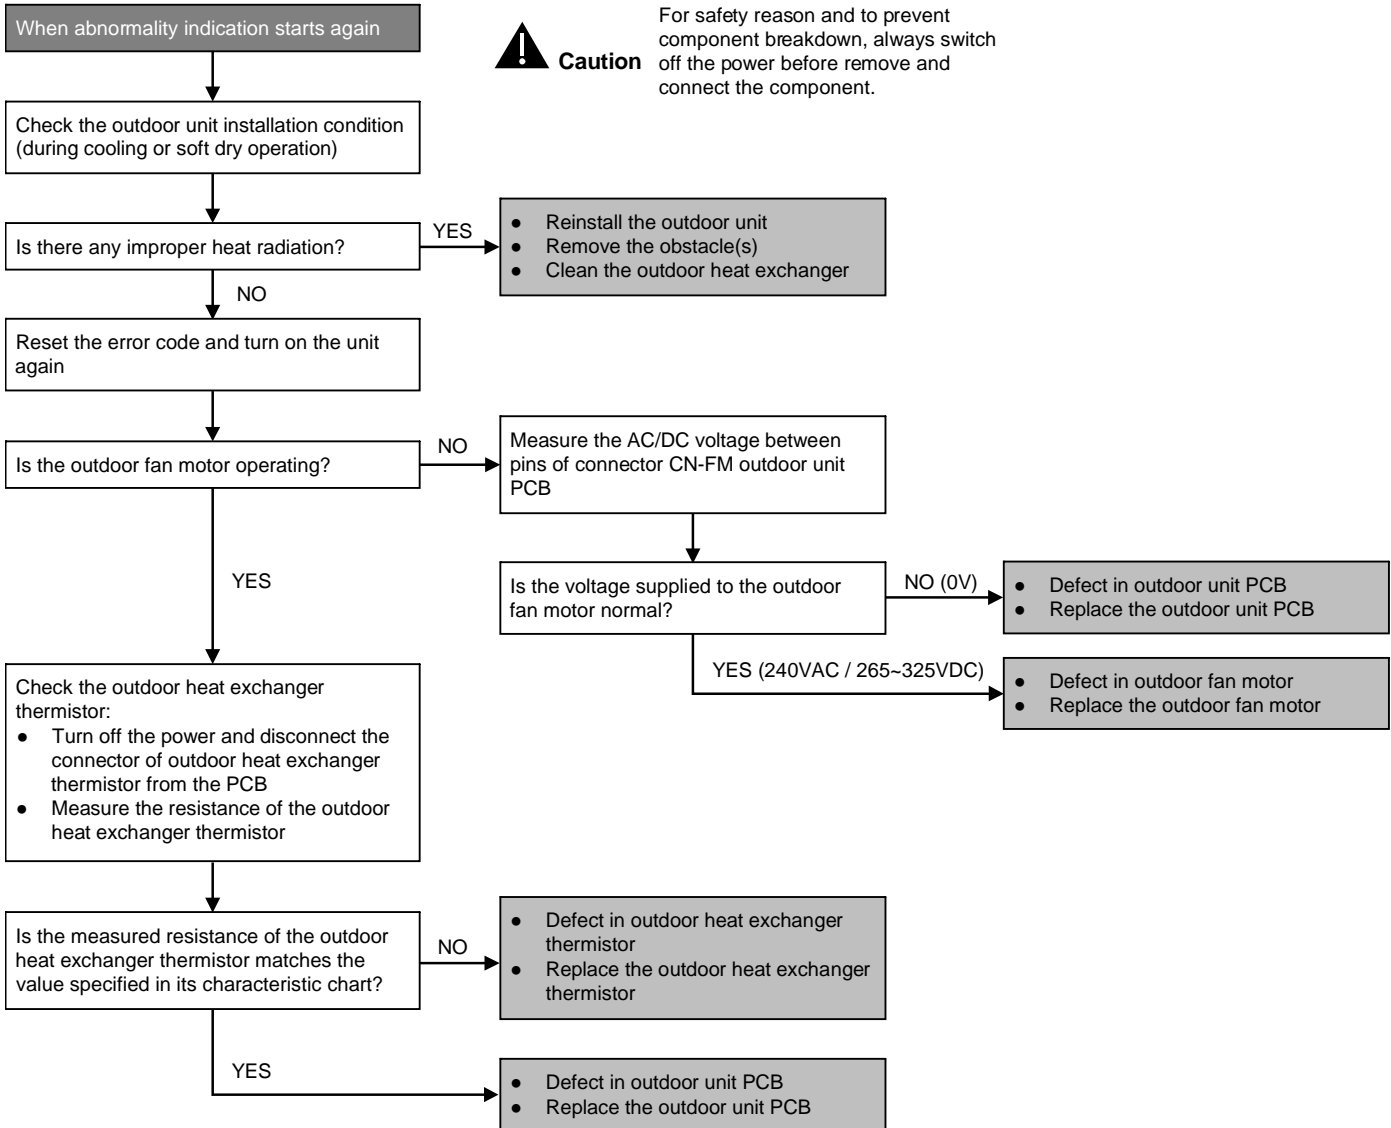 When abnormality indication starts again
For safety reason and to prevent
component breakdown, always switch
Caution off the power before remove and
connect the component.
Check the outdoor unit installation condition
(during cooling or soft dry operation)
Is there any improper heat radiation?
YES
● Reinstall the outdoor unit
● Remove the obstacle(s)
● Clean the outdoor heat exchanger
NO
Reset the error code and turn on the unit
again
Is the outdoor fan motor operating?
NO
Measure the AC/DC voltage between
pins of connector CN-FM outdoor unit
PCB
YES
Is the voltage supplied to the outdoor
fan motor normal?
NO (0V)
● Defect in outdoor unit PCB
● Replace the outdoor unit PCB
YES (240VAC / 265~325VDC)
● Defect in outdoor fan motor
● Replace the outdoor fan motor
Check the outdoor heat exchanger
thermistor:
● Turn off the power and disconnect the
connector of outdoor heat exchanger
thermistor from the PCB
● Measure the resistance of the outdoor
heat exchanger thermistor
Is the measured resistance of the outdoor
heat exchanger thermistor matches the
value specified in its characteristic chart?
NO
● Defect in outdoor heat exchanger
thermistor
● Replace the outdoor heat exchanger
thermistor
YES
● Defect in outdoor unit PCB
● Replace the outdoor unit PCB